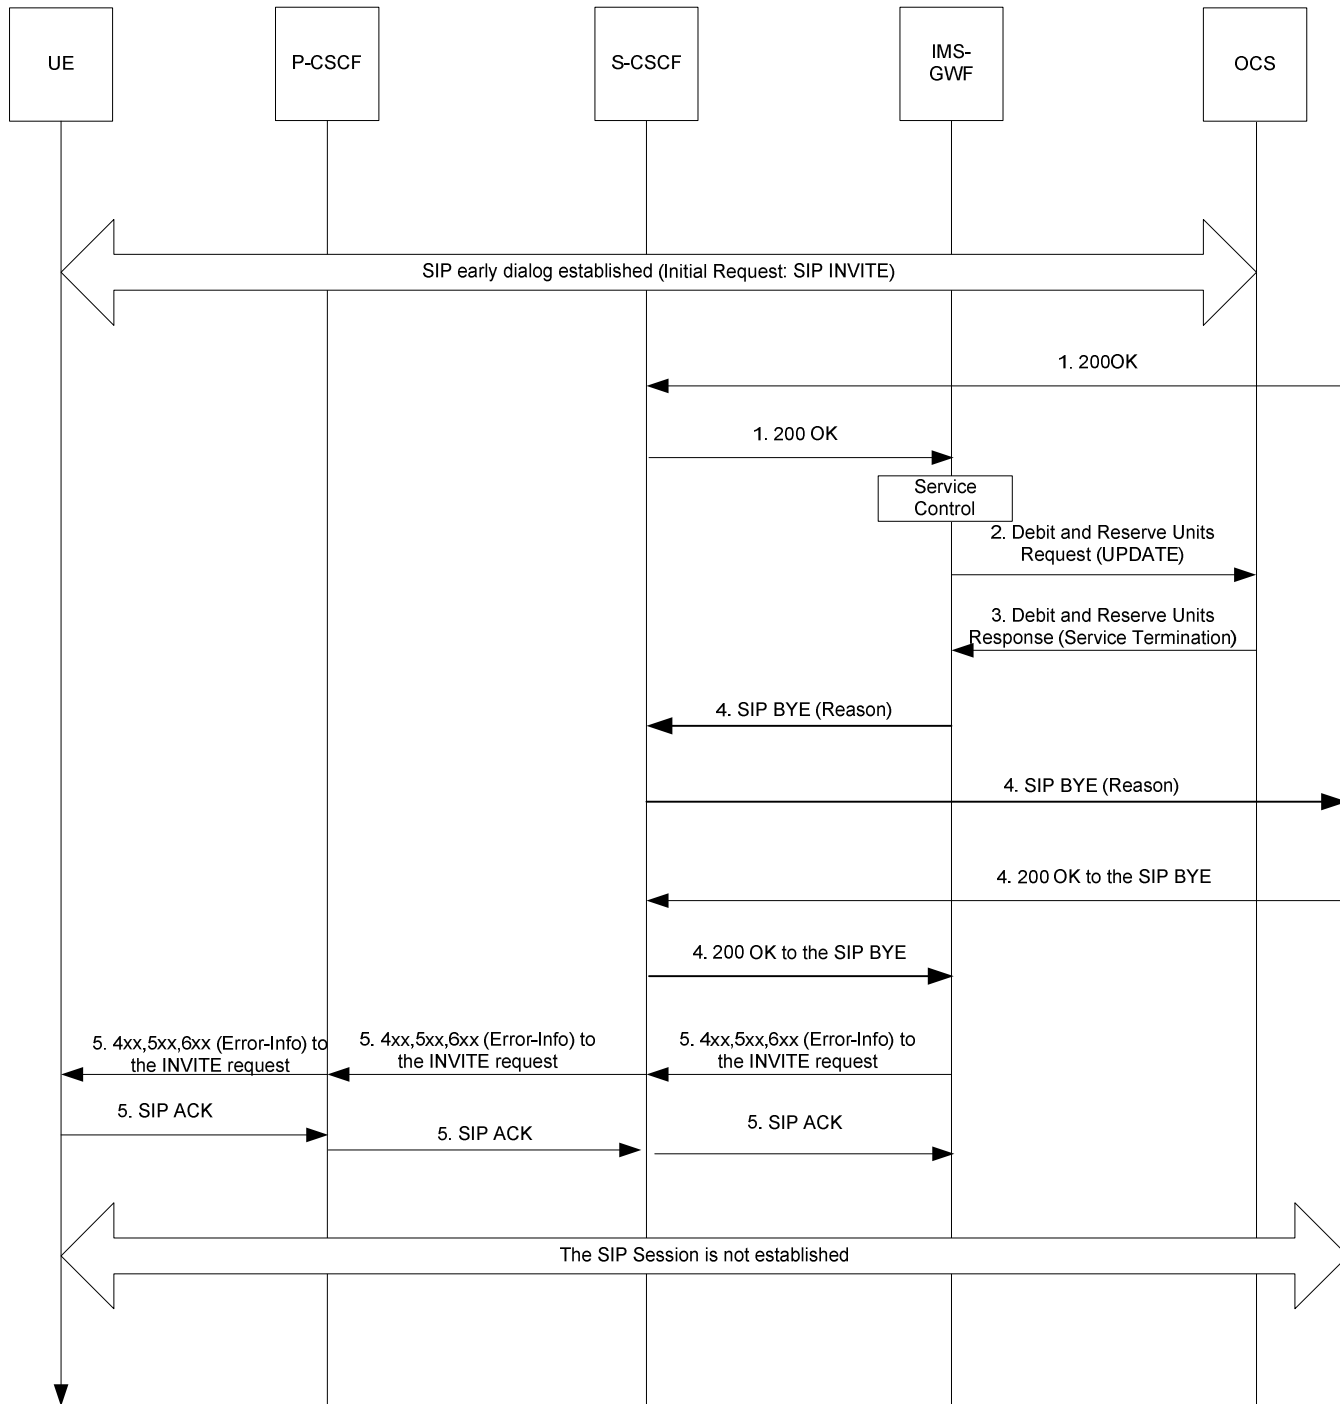 UE
P-CSCF
S-CSCF
IMS-
GWF
OCS
SIP early dialog established (Initial Request: SIP INVITE)
1. 200OK
1. 200 OK
Service
Control
2. Debit and Reserve Units
Request (UPDATE)
3. Debit and Reserve Units
Response (Service Termination)
4. SIP BYE (Reason)
4. SIP BYE (Reason)
4. 200 OK to the SIP BYE
4. 200 OK to the SIP BYE
5. 4xx,5xx,6xx (Error-Info) to
the INVITE request
5. 4xx,5xx,6xx (Error-Info) to
the INVITE request
5. 4xx,5xx,6xx (Error-Info) to
the INVITE request
5. SIP ACK
5. SIP ACK
5. SIP ACK
The SIP Session is not established